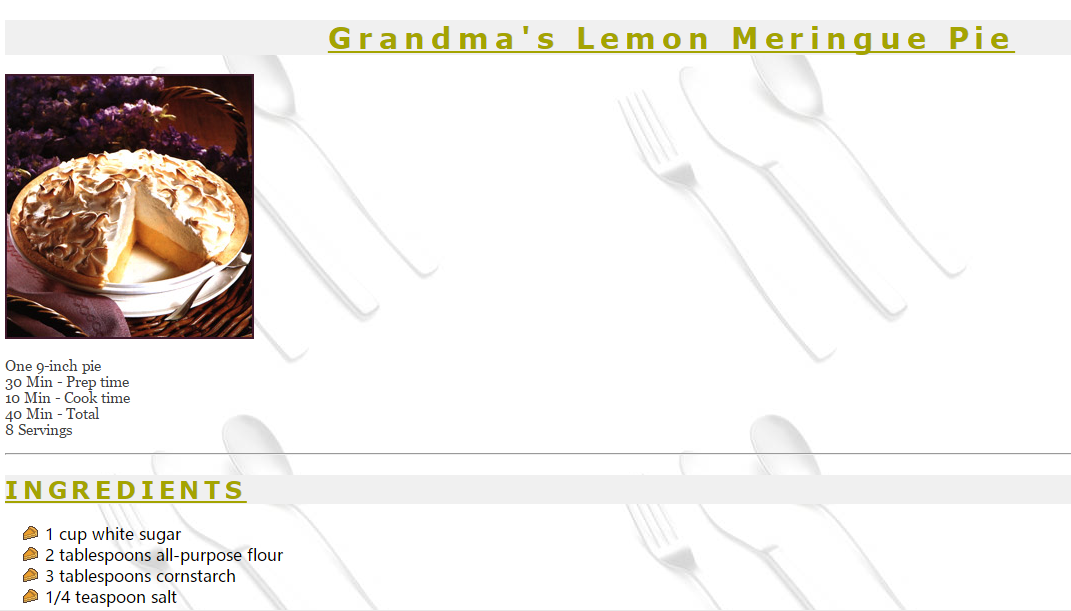 Grandma's Lemon Meringue Pie
One 9-inch pie
30 Min - Prep time
10 Min - Cook time
40 Min - Total
8 Servings
INGREDIENTS
1 cup white sugar
2 tablespoons all-purpose flour
3 tablespoons cornstarch
1/4 teaspoon salt